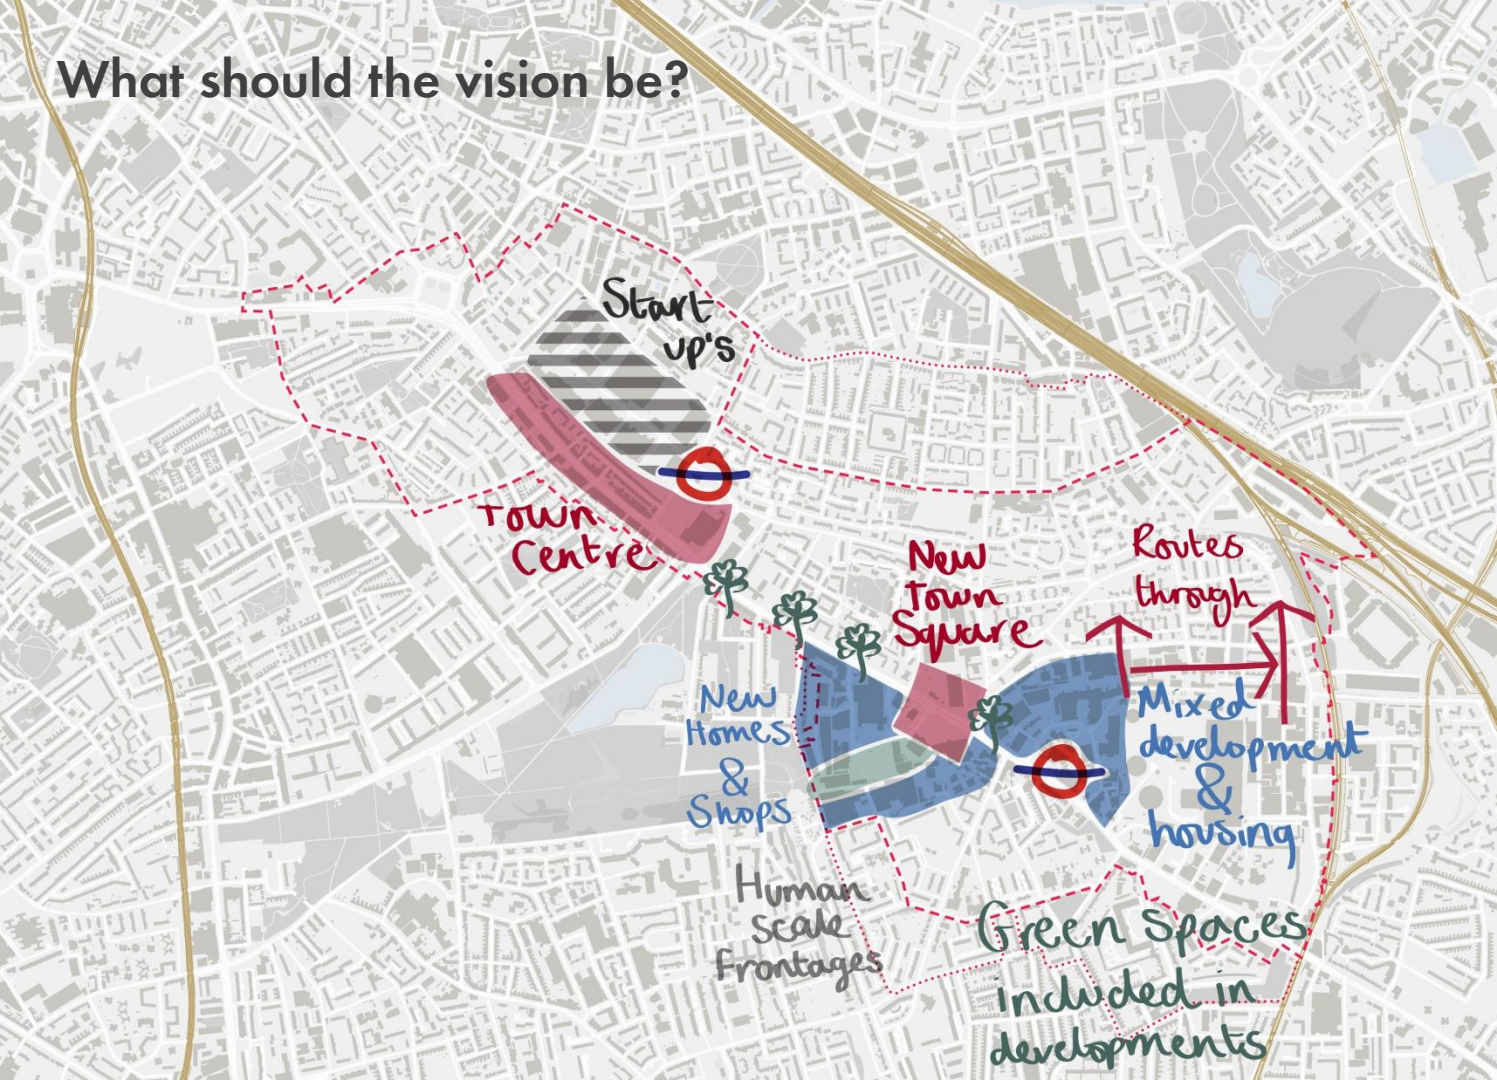 What should the vision be?
Start
up's
Town
Centre
New
Town
Square
Routes
through
New
Homes
&
Shops
Mixed
development
&
housing
Human
scale
Frontages
Green Spaces
included in
developments